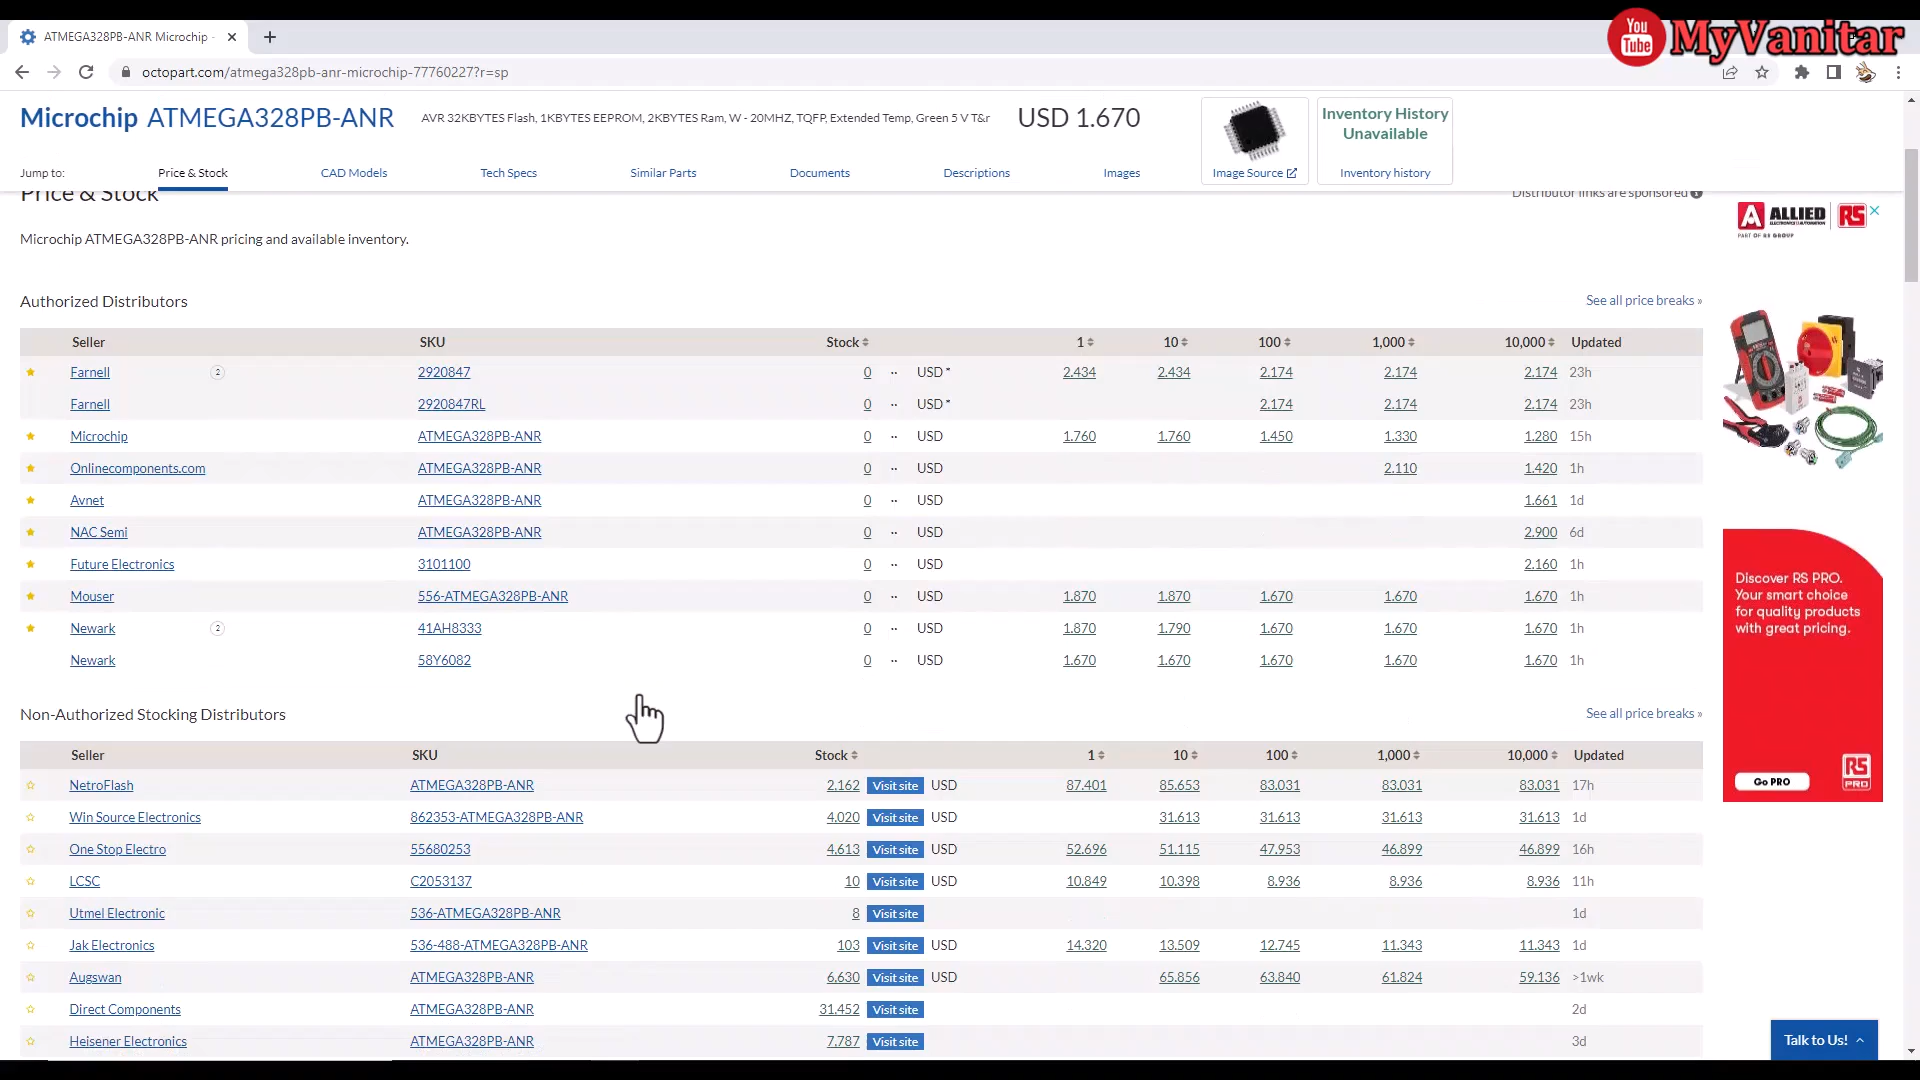 ATMEGA328PB-ANR Microchip -
You
Tube
MyVanitar
octopart.com/atmega328pb-anr-microchip-77760227?r=sp
Microchip ATMEGA328PB-ANR
AVR 32KBYTES Flash, 1KBYTES EEPROM, 2KBYTES Ram, W - 20MHZ, TQFP, Extended Temp, Green 5 V T&r
USD 1.670
Inventory History
Unavailable
Jump to: Price & Stock CAD Models Tech Specs Similar Parts Documents Descriptions Images Image Source Inventory history
Price & Stock
Distributor links are sponsored
ALLIED
ELECTRONICS & AUTOMATION
PART OF RS GROUP
RS
Microchip ATMEGA328PB-ANR pricing and available inventory.
Authorized Distributors See all price breaks »
Seller SKU Stock 1 10 100 1,000 10,000 Updated
Farnell 2 2920847 0 USD * 2.434 2.434 2.174 2.174 2.174 23h
Farnell 2920847RL 0 USD * 2.174 2.174 2.174 23h
Microchip ATMEGA328PB-ANR 0 USD 1.760 1.760 1.450 1.330 1.280 15h
Onlinecomponents.com ATMEGA328PB-ANR 0 USD 2.110 1.420 1h
Avnet ATMEGA328PB-ANR 0 USD 1.661 1d
NAC Semi ATMEGA328PB-ANR 0 USD 2.900 6d
Future Electronics 3101100 0 USD 2.160 1h
Mouser 556-ATMEGA328PB-ANR 0 USD 1.870 1.870 1.670 1.670 1.670 1h
Newark 2 41AH8333 0 USD 1.870 1.790 1.670 1.670 1.670 1h
Newark 58Y6082 0 USD 1.670 1.670 1.670 1.670 1.670 1h
Non-Authorized Stocking Distributors See all price breaks »
Seller SKU Stock 1 10 100 1,000 10,000 Updated
NetroFlash ATMEGA328PB-ANR 2,162 Visit site USD 87.401 85.653 83.031 83.031 83.031 17h
Win Source Electronics 862353-ATMEGA328PB-ANR 4,020 Visit site USD 31.613 31.613 31.613 31.613 1d
One Stop Electro 55680253 4,613 Visit site USD 52.696 51.115 47.953 46.899 46.899 16h
LCSC C2053137 10 Visit site USD 10.849 10.398 8.936 8.936 8.936 11h
Utmel Electronic 536-ATMEGA328PB-ANR 8 Visit site 1d
Jak Electronics 536-488-ATMEGA328PB-ANR 103 Visit site USD 14.320 13.509 12.745 11.343 11.343 1d
Augswan ATMEGA328PB-ANR 6,630 Visit site USD 65.856 63.840 61.824 59.136 >1wk
Direct Components ATMEGA328PB-ANR 31,452 Visit site 2d
Heisener Electronics ATMEGA328PB-ANR 7,787 Visit site 3d
Discover RS PRO.
Your smart choice
for quality products
with great pricing.
Go PRO
RS
PRO
Talk to Us!